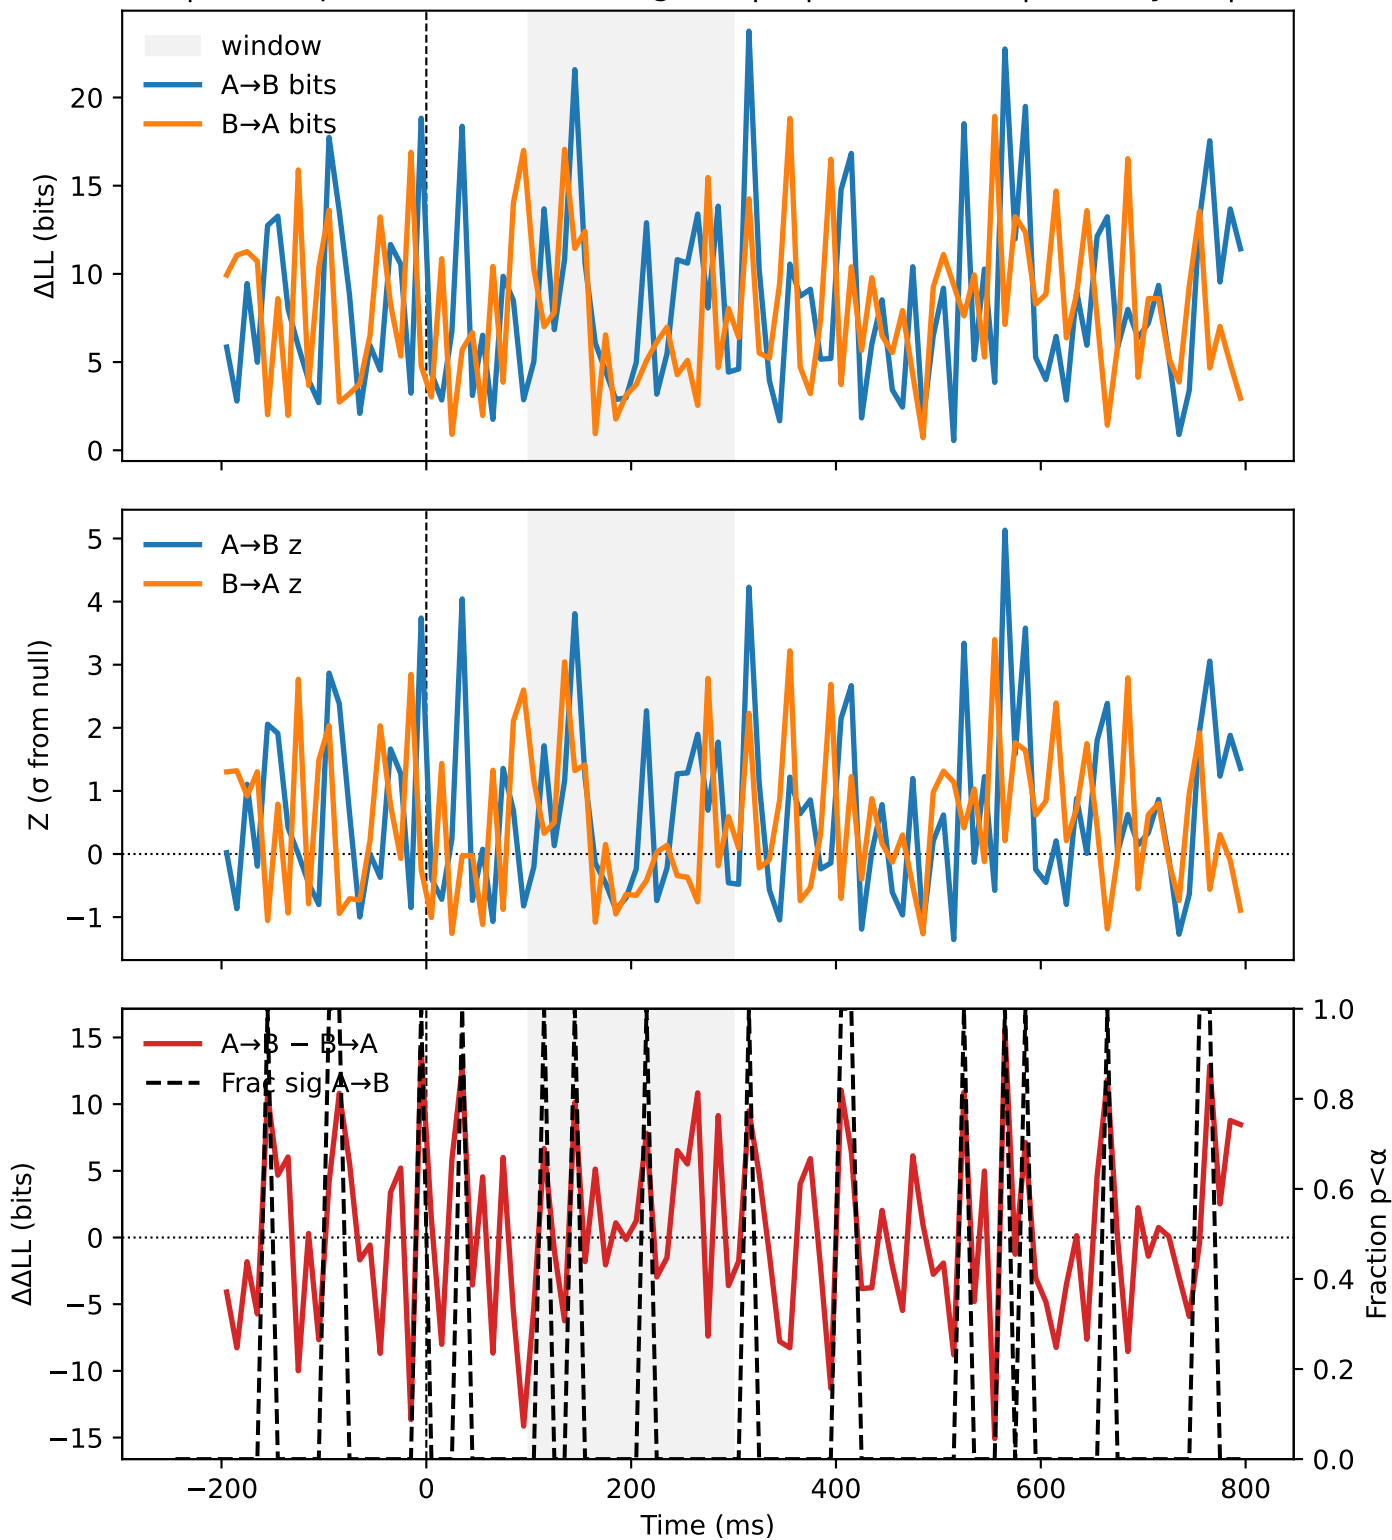 window
A→B bits
B→A bits
ΔLL (bits)
20
15
10
5
0
A→B z
B→A z
Z (σ from null)
5
4
3
2
1
0
−1
A→B − B→A
Frac sig A→B
ΔΔLL (bits)
15
10
5
0
−5
−10
−15
1.0
0.8
0.6
0.4
0.2
0.0
Fraction p<α
−200
0
200
400
600
800
Time (ms)